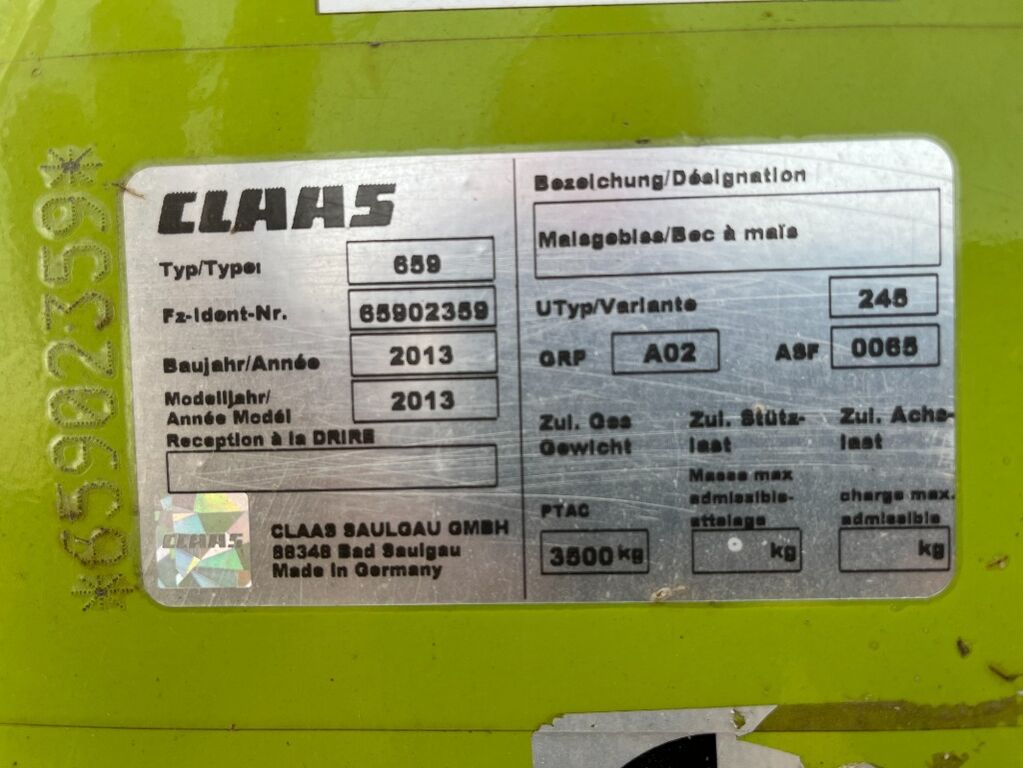 *65902359*
CLAAS
Typ/Type: 659
Fz-Ident-Nr. 65902359
Baujahr/Année 2013
Modelljahr/
Année Modél 2013
Reception à la DRIRE
CLAAS
CLAAS SAULGAU GMBH
88348 Bad Saulgau
Made in Germany
Bezeichung/Désignation
Maisgebiss/Bec à maïs
UTyp/Variante 245
GRP A02 ASF 0065
Zul. Ges
Gewicht
PTAC
3500 kg
Zul. Stütz-
last
Masse max
admissible-
attelage
kg
Zul. Achs-
last
charge max.
admissible
kg